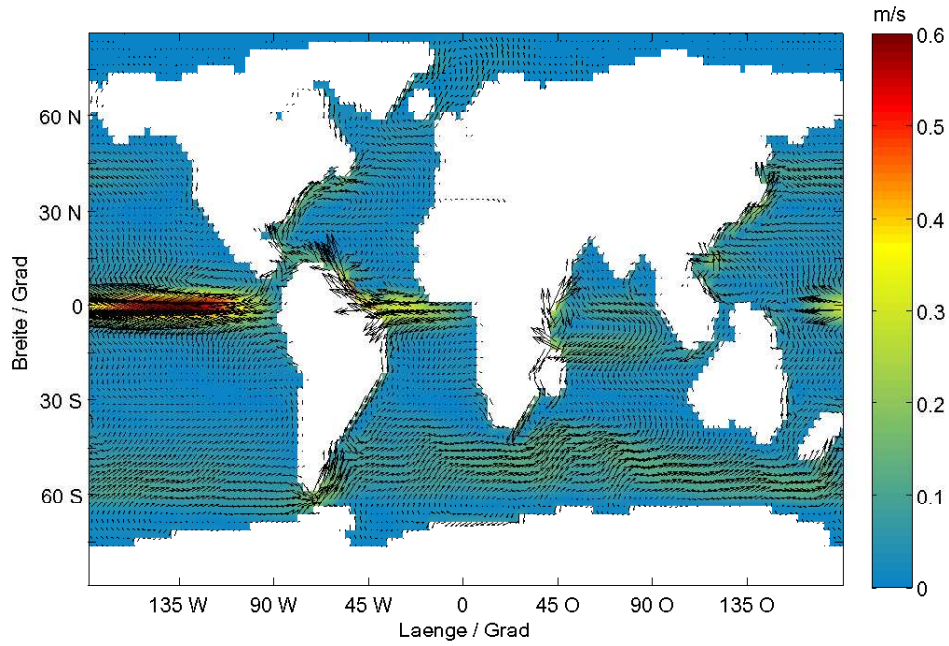 m/s
0.6
0.5
0.4
0.3
0.2
0.1
0
Breite / Grad
60 N
30 N
0
30 S
60 S
135 W 90 W 45 W 0 45 O 90 O 135 O
Laenge / Grad